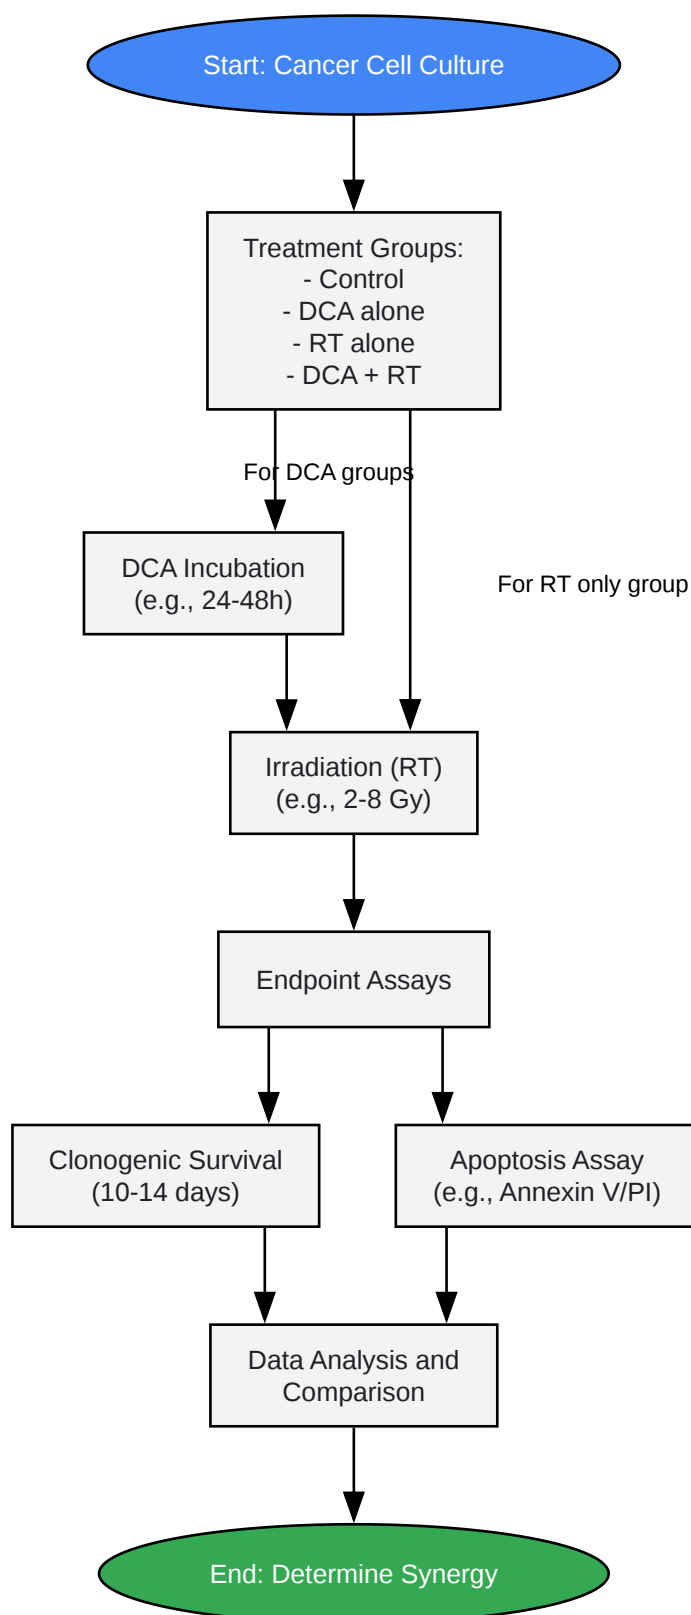 Start: Cancer Cell Culture
Treatment Groups:
- Control
- DCA alone
- RT alone
- DCA + RT
For DCA groups
DCA Incubation
(e.g., 24-48h)
For RT only group
Irradiation (RT)
(e.g., 2-8 Gy)
Endpoint Assays
Clonogenic Survival
(10-14 days)
Apoptosis Assay
(e.g., Annexin V/PI)
Data Analysis and
Comparison
End: Determine Synergy